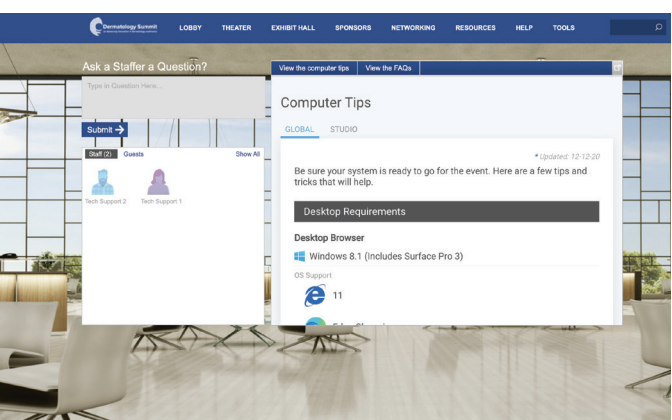 Dermatology Summit
LOBBY THEATER EXHIBIT HALL SPONSORS NETWORKING RESOURCES HELP TOOLS
Ask a Staffer a Question?
Type in Question Here...
Submit
Staff (2) Guests Show All
Tech Support 2 Tech Support 1
View the computer tips View the FAQs
Computer Tips
GLOBAL STUDIO
* Updated: 12-12-20
Be sure your system is ready to go for the event. Here are a few tips and
tricks that will help.
Desktop Requirements
Desktop Browser
Windows 8.1 (Includes Surface Pro 3)
OS Support
11